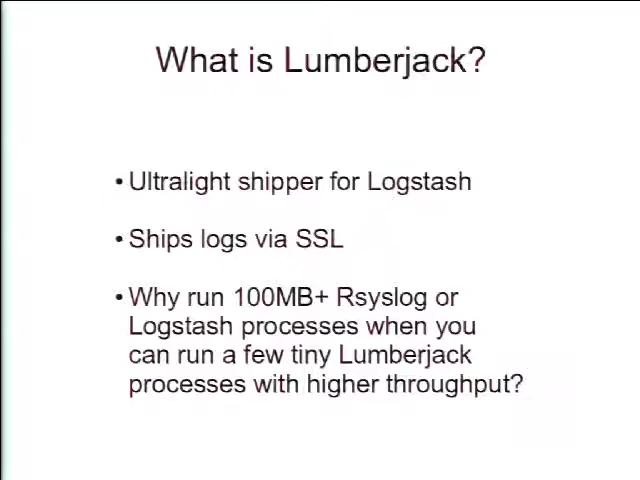 What is Lumberjack?
• Ultralight shipper for Logstash
• Ships logs via SSL
• Why run 100MB+ Rsyslog or
Logstash processes when you
can run a few tiny Lumberjack
processes with higher throughput?